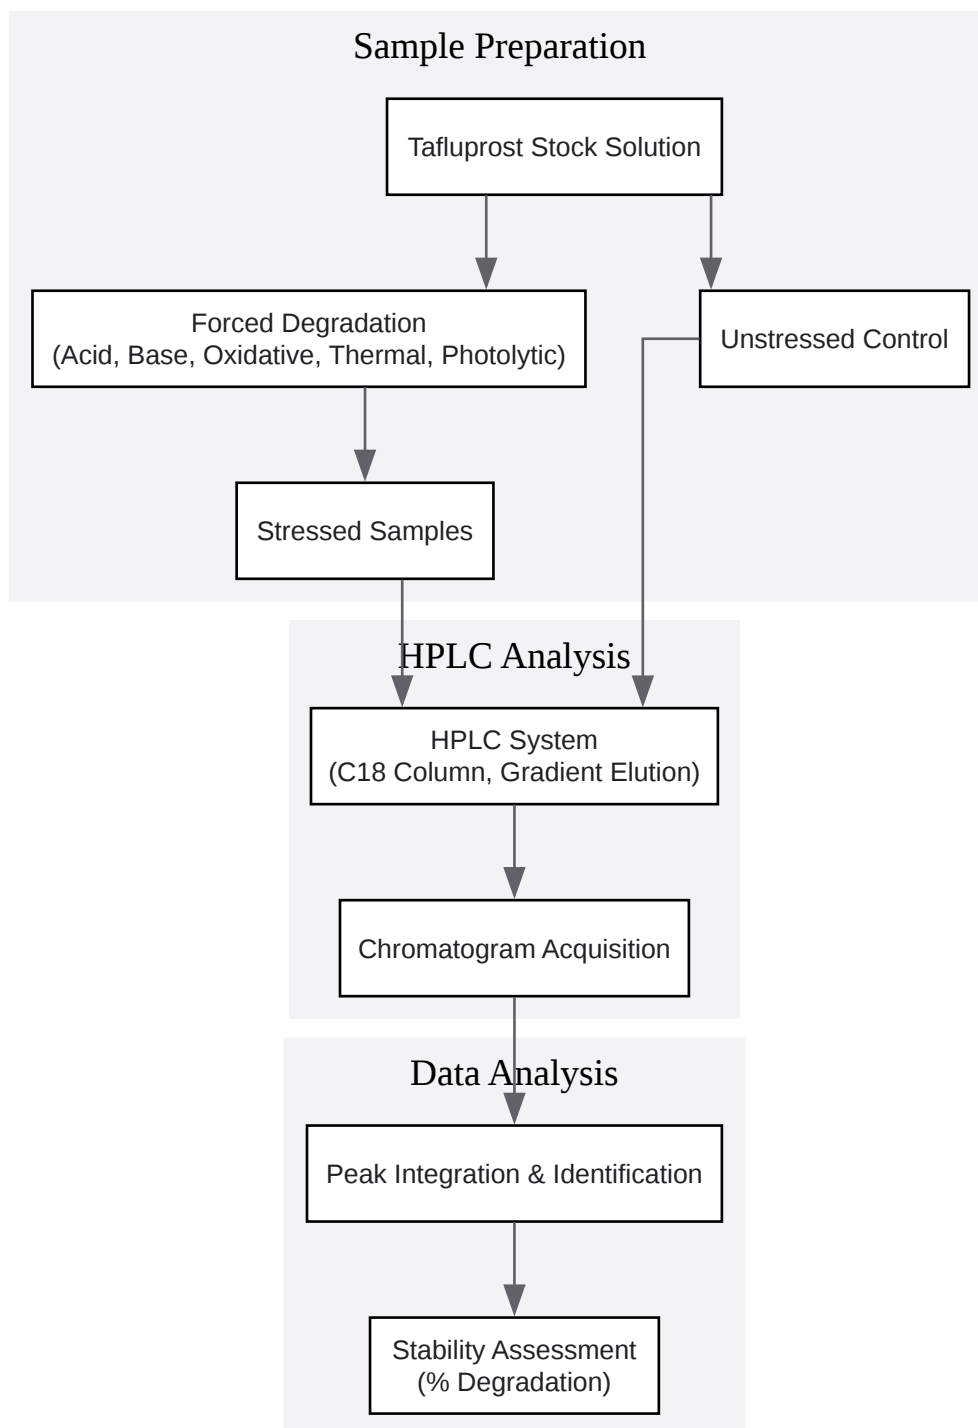 Sample Preparation
Tafluprost Stock Solution
Forced Degradation
(Acid, Base, Oxidative, Thermal, Photolytic)
Unstressed Control
Stressed Samples
HPLC Analysis
HPLC System
(C18 Column, Gradient Elution)
Chromatogram Acquisition
Data Analysis
Peak Integration & Identification
Stability Assessment
(% Degradation)